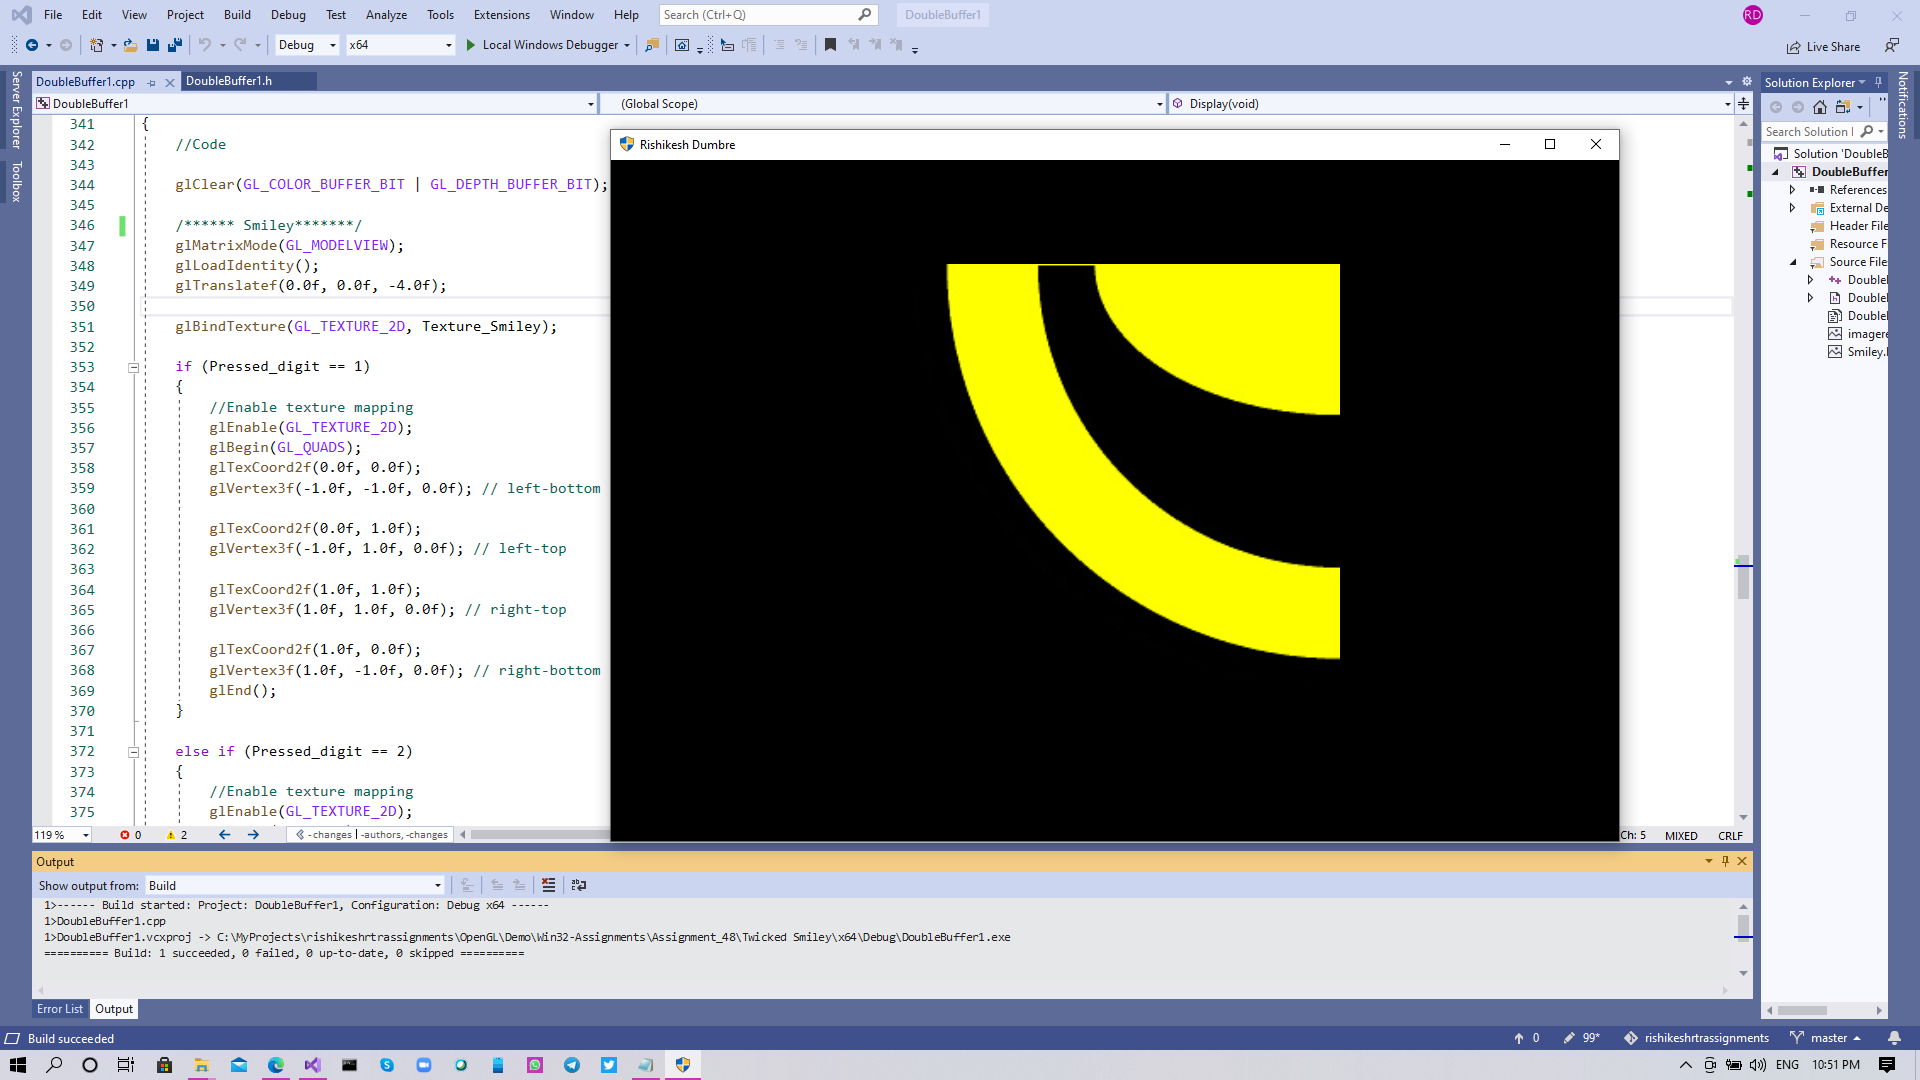 File Edit View Project Build Debug Test Analyze Tools Extensions Window Help Search (Ctrl+Q) DoubleBuffer1 RD
Debug x64 Local Windows Debugger Live Share
Server Explorer
Toolbox
DoubleBuffer1.cpp DoubleBuffer1.h
DoubleBuffer1 (Global Scope) Display(void)
341 {
342 //Code
343
344 glClear(GL_COLOR_BUFFER_BIT | GL_DEPTH_BUFFER_BIT);
345
346 /****** Smiley*******/
347 glMatrixMode(GL_MODELVIEW);
348 glLoadIdentity();
349 glTranslatef(0.0f, 0.0f, -4.0f);
350
351 glBindTexture(GL_TEXTURE_2D, Texture_Smiley);
352
353 if (Pressed_digit == 1)
354 {
355 //Enable texture mapping
356 glEnable(GL_TEXTURE_2D);
357 glBegin(GL_QUADS);
358 glTexCoord2f(0.0f, 0.0f);
359 glVertex3f(-1.0f, -1.0f, 0.0f); // left-bottom
360
361 glTexCoord2f(0.0f, 1.0f);
362 glVertex3f(-1.0f, 1.0f, 0.0f); // left-top
363
364 glTexCoord2f(1.0f, 1.0f);
365 glVertex3f(1.0f, 1.0f, 0.0f); // right-top
366
367 glTexCoord2f(1.0f, 0.0f);
368 glVertex3f(1.0f, -1.0f, 0.0f); // right-bottom
369 glEnd();
370 }
371
372 else if (Pressed_digit == 2)
373 {
374 //Enable texture mapping
375 glEnable(GL_TEXTURE_2D);
Rishikesh Dumbre
119 % 0 2 - changes | -authors, -changes Ch: 5 MIXED CRLF
Solution Explorer
Search Solution
Solution 'DoubleB
DoubleBuffer
References
External De
Header File
Resource F
Source File
Doublel
Doublel
Doublel
imagere
Smiley.
Notifications
Output
Show output from: Build
1>------ Build started: Project: DoubleBuffer1, Configuration: Debug x64 ------
1>DoubleBuffer1.cpp
1>DoubleBuffer1.vcxproj -> C:\MyProjects\rishikeshrtrassignments\OpenGL\Demo\Win32-Assignments\Assignment_48\Twicked Smiley\x64\Debug\DoubleBuffer1.exe
========== Build: 1 succeeded, 0 failed, 0 up-to-date, 0 skipped ==========
Error List Output
Build succeeded 0 99* rishikeshrtrassignments master
ENG 10:51 PM